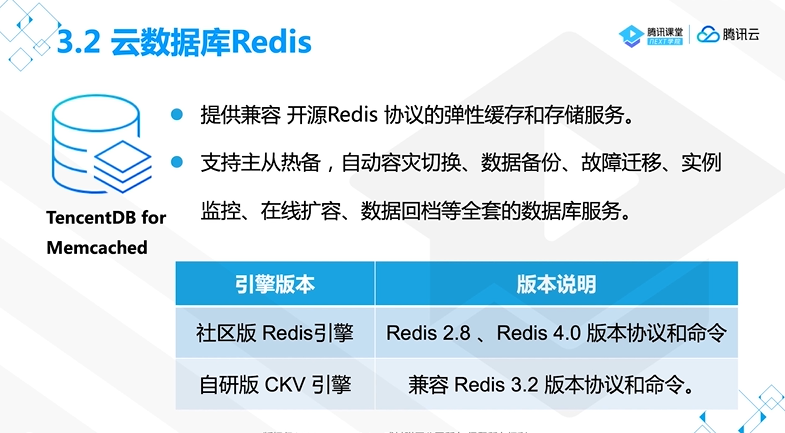 3.2 云数据库Redis
腾讯课堂
NEXT学院
腾讯云
提供兼容 开源Redis 协议的弹性缓存和存储服务。
支持主从热备，自动容灾切换、数据备份、故障迁移、实例
监控、在线扩容、数据回档等全套的数据库服务。
TencentDB for
Memcached
引擎版本 版本说明
社区版 Redis引擎 Redis 2.8 、Redis 4.0 版本协议和命令
自研版 CKV 引擎 兼容 Redis 3.2 版本协议和命令。